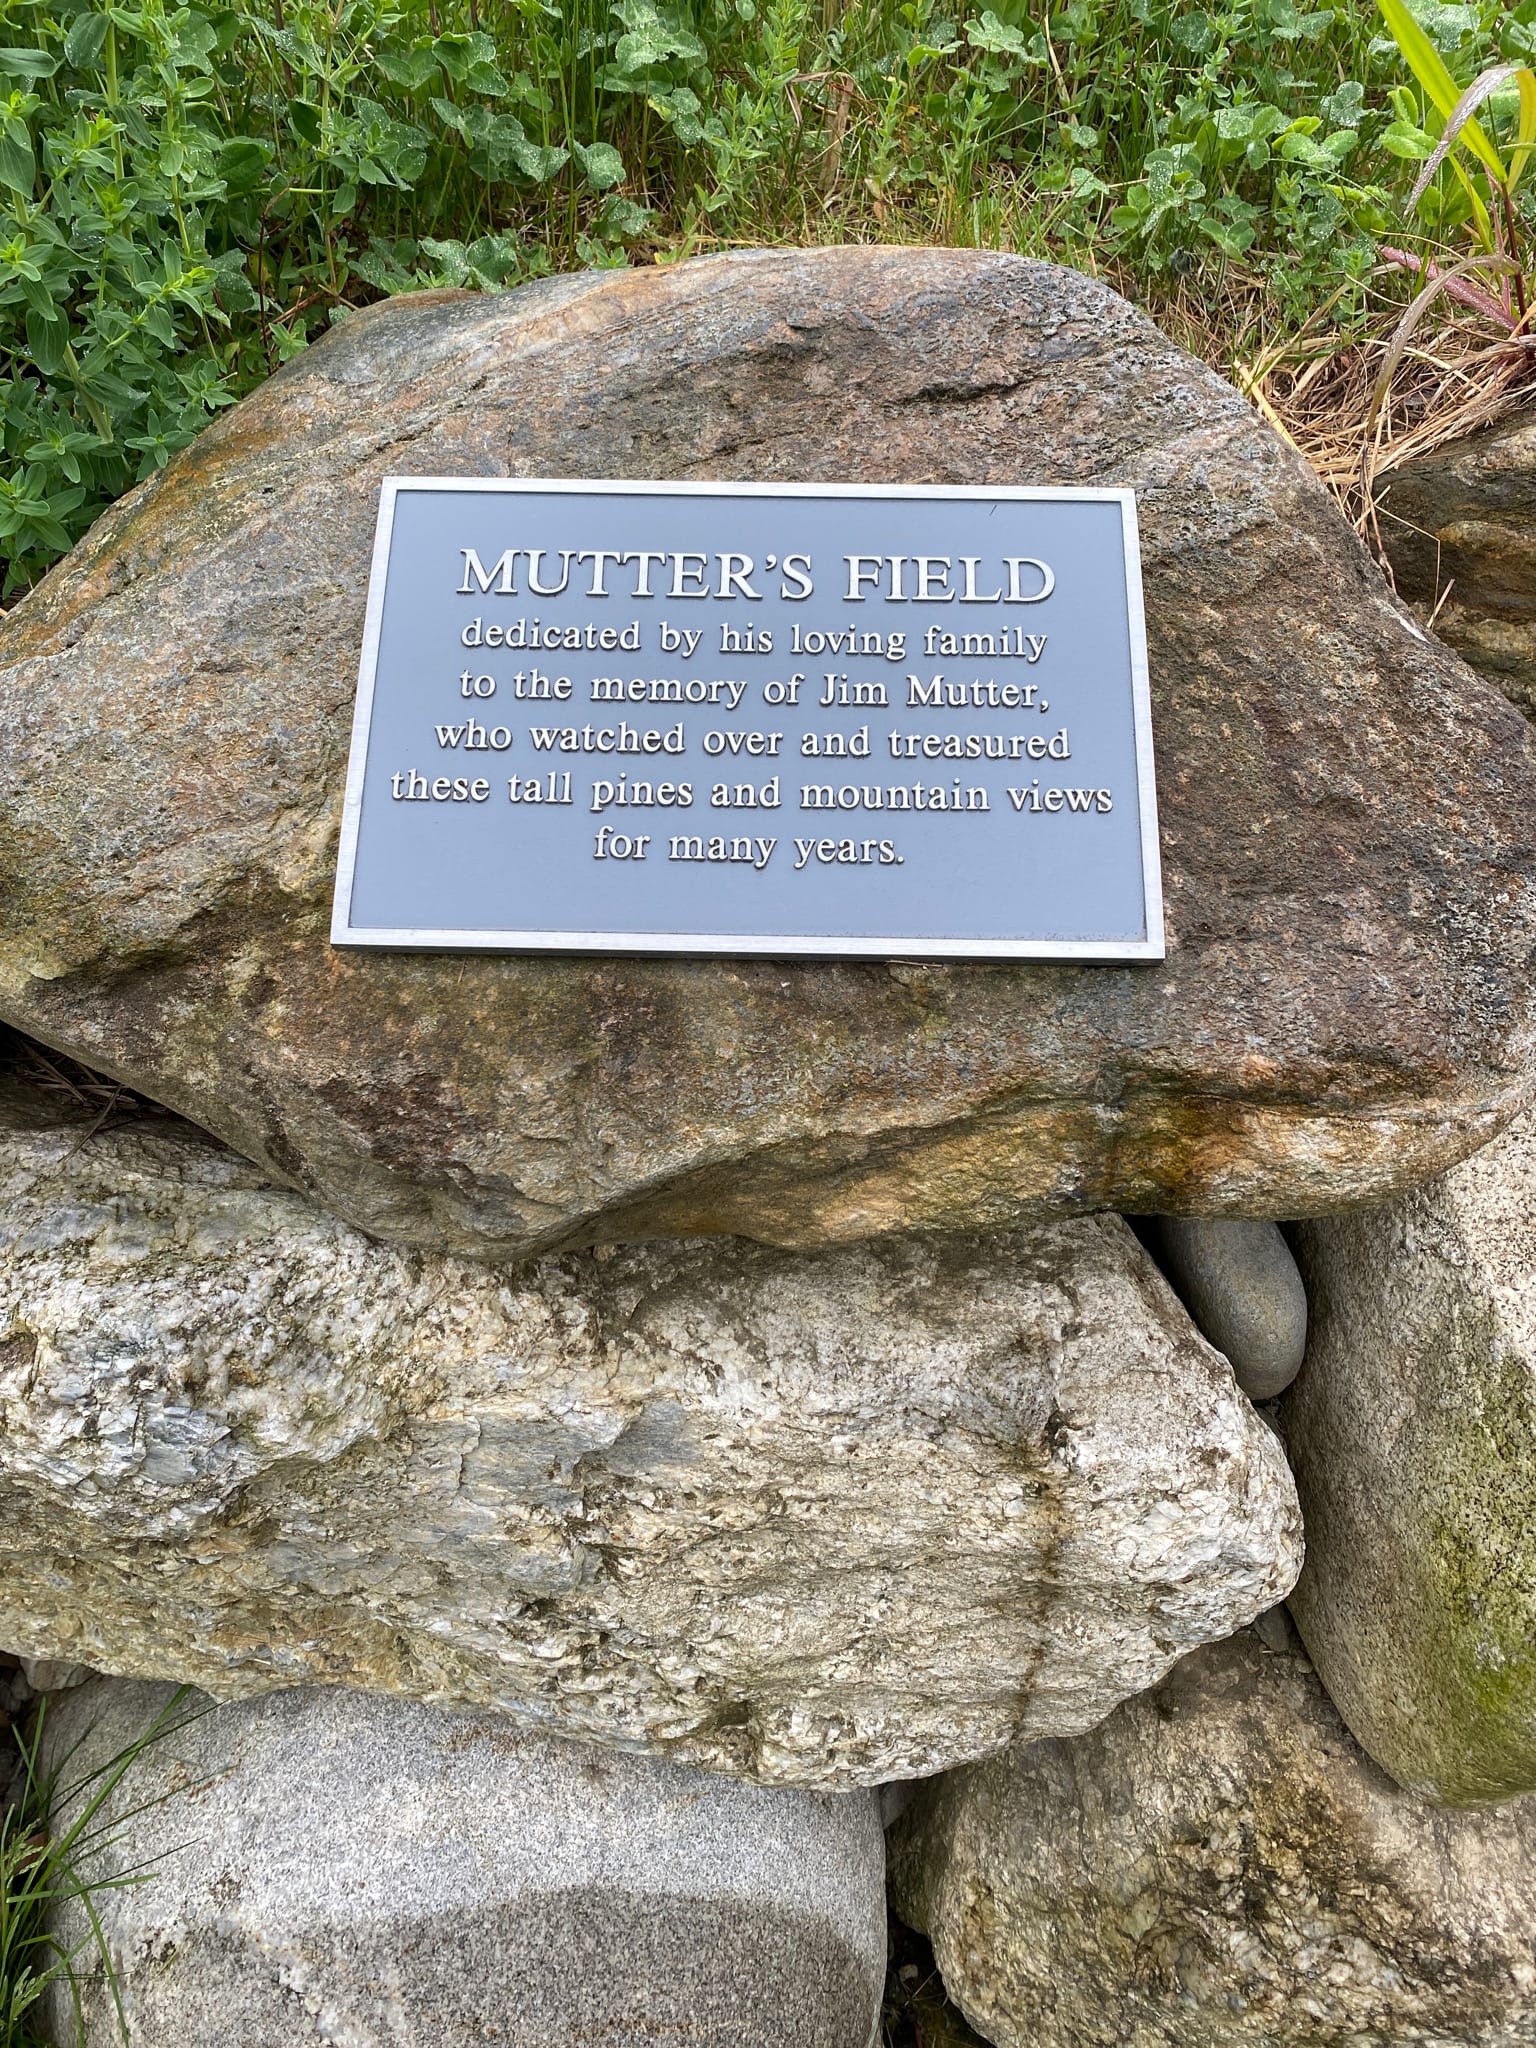 MUTTER'S FIELD
dedicated by his loving family
to the memory of Jim Mutter,
who watched over and treasured
these tall pines and mountain views
for many years.